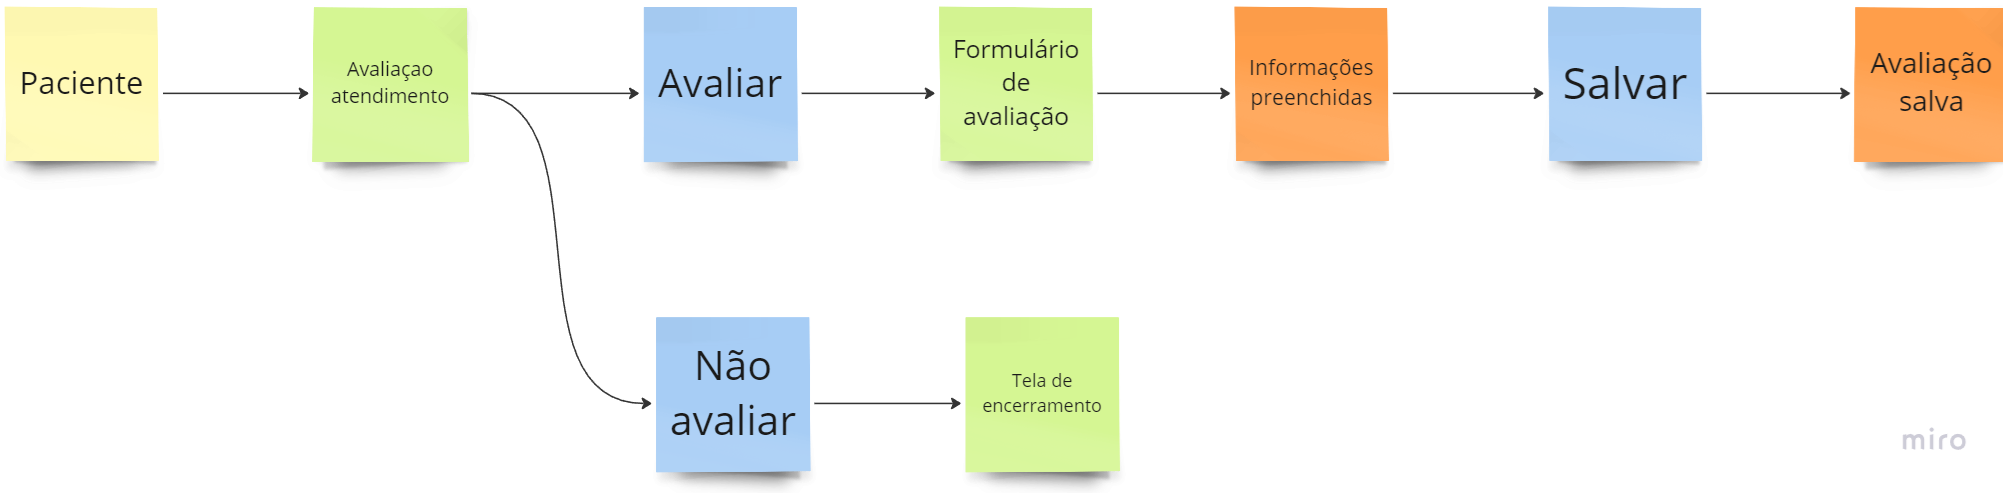 Paciente
Avaliaçao
atendimento
Avaliar
Formulário
de
avaliação
Informações
preenchidas
Salvar
Avaliação
salva
Não
avaliar
Tela de
encerramento
miro